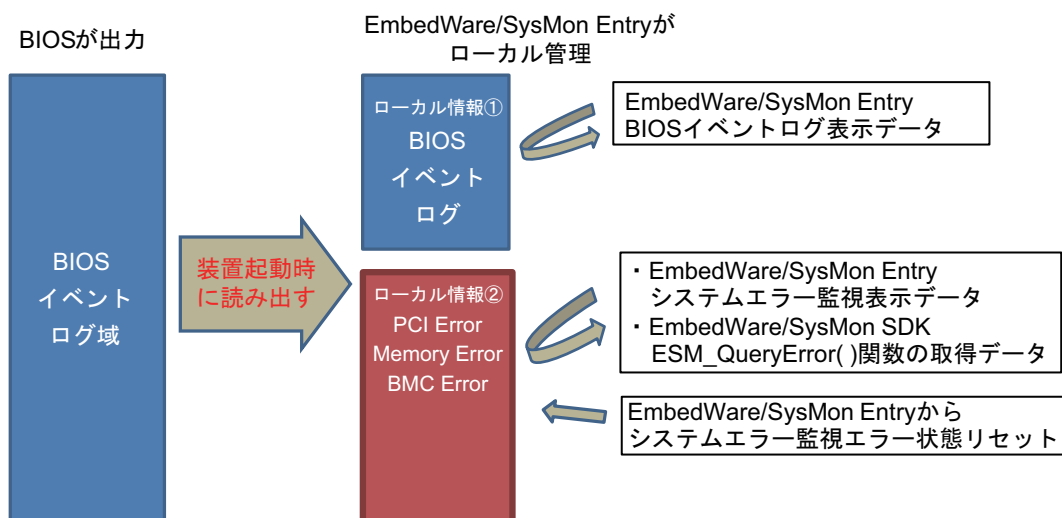 BIOSが出力
EmbedWare/SysMon Entryが
ローカル管理
BIOS
イベント
ログ域
装置起動時
に読み出す
ローカル情報①
BIOS
イベント
ログ
ローカル情報②
PCI Error
Memory Error
BMC Error
EmbedWare/SysMon Entry
BIOSイベントログ表示データ
・EmbedWare/SysMon Entry
システムエラー監視表示データ
・EmbedWare/SysMon SDK
ESM_QueryError( )関数の取得データ
EmbedWare/SysMon Entryから
システムエラー監視エラー状態リセット